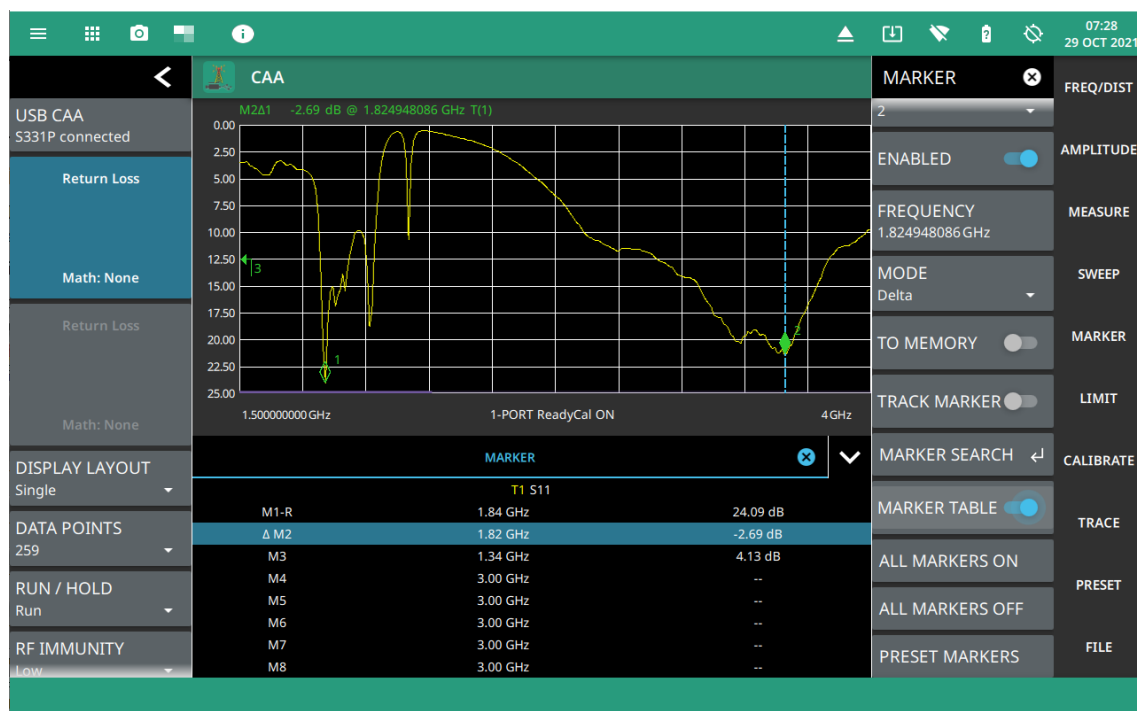 07:28
29 OCT 2021
USB CAA
S331P connected
Return Loss
Math: None
Return Loss
Math: None
DISPLAY LAYOUT
Single
DATA POINTS
259
RUN / HOLD
Run
RF IMMUNITY
Low
CAA
M2Δ1 -2.69 dB @ 1.824948086 GHz T(1)
0.00
2.50
5.00
7.50
10.00
12.50
15.00
17.50
20.00
22.50
25.00
3
1
2
1.500000000 GHz 1-PORT ReadyCal ON 4 GHz
MARKER
T1 S11
M1-R 1.84 GHz 24.09 dB
Δ M2 1.82 GHz -2.69 dB
M3 1.34 GHz 4.13 dB
M4 3.00 GHz --
M5 3.00 GHz --
M6 3.00 GHz --
M7 3.00 GHz --
M8 3.00 GHz --
MARKER
2
ENABLED
FREQUENCY
1.824948086 GHz
MODE
Delta
TO MEMORY
TRACK MARKER
MARKER SEARCH
MARKER TABLE
ALL MARKERS ON
ALL MARKERS OFF
PRESET MARKERS
FREQ/DIST
AMPLITUDE
MEASURE
SWEEP
MARKER
LIMIT
CALIBRATE
TRACE
PRESET
FILE